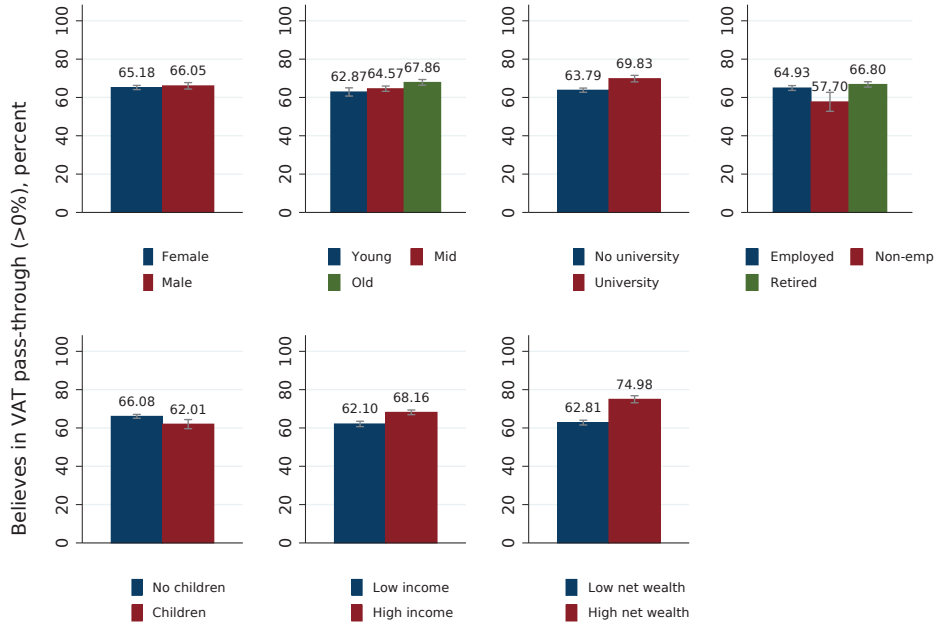 Believes in VAT pass-through (>0%), percent
0 20 40 60 80 100
65.18 66.05
Female
Male
0 20 40 60 80 100
62.87 64.57 67.86
Young Mid
Old
0 20 40 60 80 100
63.79 69.83
No university
University
0 20 40 60 80 100
64.93 57.70 66.80
Employed Non-emp
Retired
0 20 40 60 80 100
66.08 62.01
No children
Children
0 20 40 60 80 100
62.10 68.16
Low income
High income
0 20 40 60 80 100
62.81 74.98
Low net wealth
High net wealth